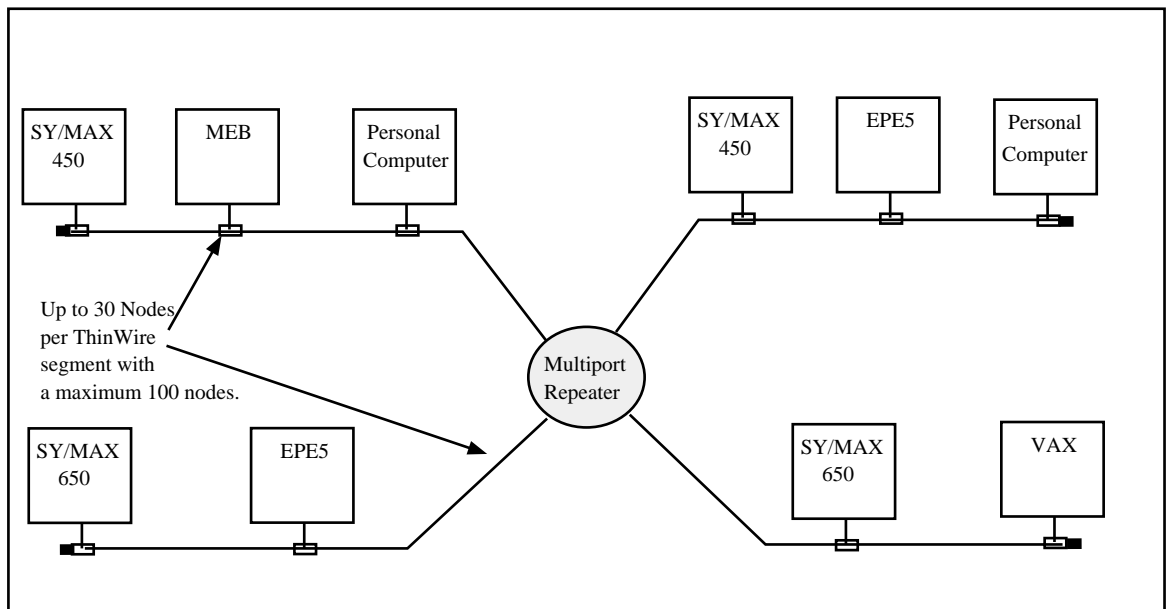 SY/MAX
450
MEB
Personal
Computer
SY/MAX
450
EPE5
Personal
Computer
Up to 30 Nodes
per ThinWire
segment with
a maximum 100 nodes.
Multiport
Repeater
SY/MAX
650
EPE5
SY/MAX
650
VAX